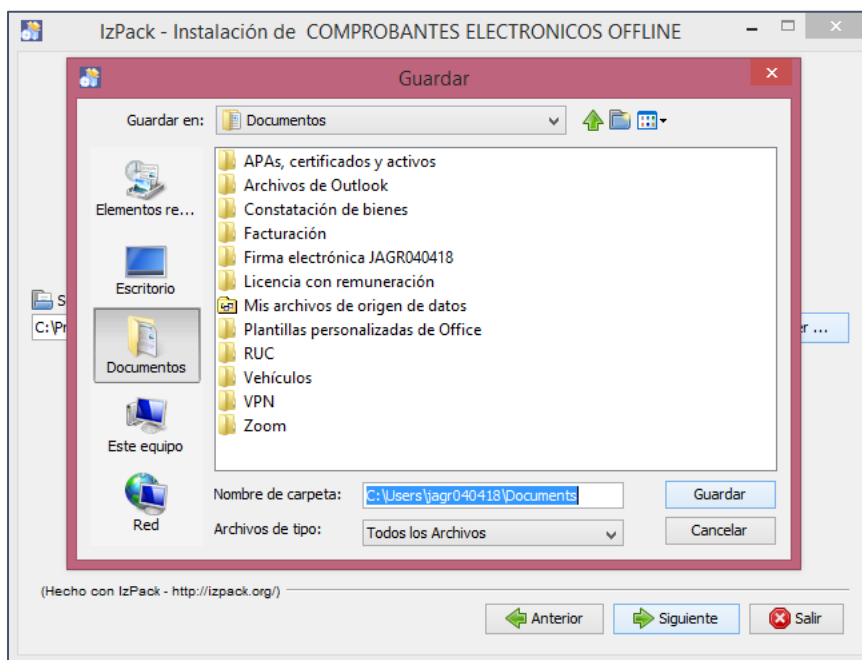 IzPack - Instalación de COMPROBANTES ELECTRONICOS OFFLINE
Guardar
Guardar en: Documentos
APAs, certificados y activos
Archivos de Outlook
Constatación de bienes
Facturación
Firma electrónica JAGR040418
Licencia con remuneración
Mis archivos de origen de datos
Plantillas personalizadas de Office
RUC
Vehículos
VPN
Zoom
Elementos re...
Escritorio
Documentos
Este equipo
Red
Nombre de carpeta: C:\Users\jagr040418\Documents Guardar
Archivos de tipo: Todos los Archivos Cancelar
(Hecho con IzPack - http://izpack.org/)
Anterior Siguiente Salir